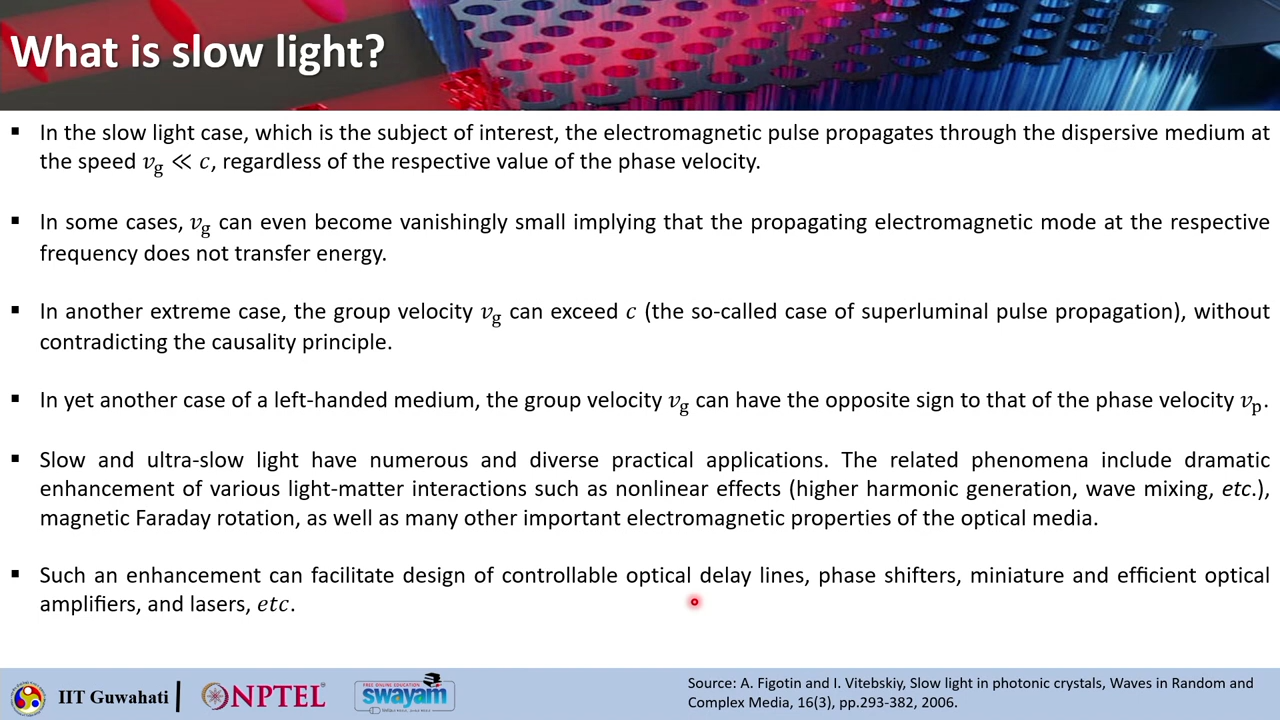 What is slow light?
▪ In the slow light case, which is the subject of interest, the electromagnetic pulse propagates through the dispersive medium at
the speed v_g ≪ c, regardless of the respective value of the phase velocity.
▪ In some cases, v_g can even become vanishingly small implying that the propagating electromagnetic mode at the respective
frequency does not transfer energy.
▪ In another extreme case, the group velocity v_g can exceed c (the so-called case of superluminal pulse propagation), without
contradicting the causality principle.
▪ In yet another case of a left-handed medium, the group velocity v_g can have the opposite sign to that of the phase velocity v_p.
▪ Slow and ultra-slow light have numerous and diverse practical applications. The related phenomena include dramatic
enhancement of various light-matter interactions such as nonlinear effects (higher harmonic generation, wave mixing, etc.),
magnetic Faraday rotation, as well as many other important electromagnetic properties of the optical media.
▪ Such an enhancement can facilitate design of controllable optical delay lines, phase shifters, miniature and efficient optical
amplifiers, and lasers, etc.
IIT Guwahati
NPTEL
FREE ONLINE EDUCATION
swayam
Source: A. Figotin and I. Vitebskiy, Slow light in photonic crystals, Waves in Random and
Complex Media, 16(3), pp.293-382, 2006.